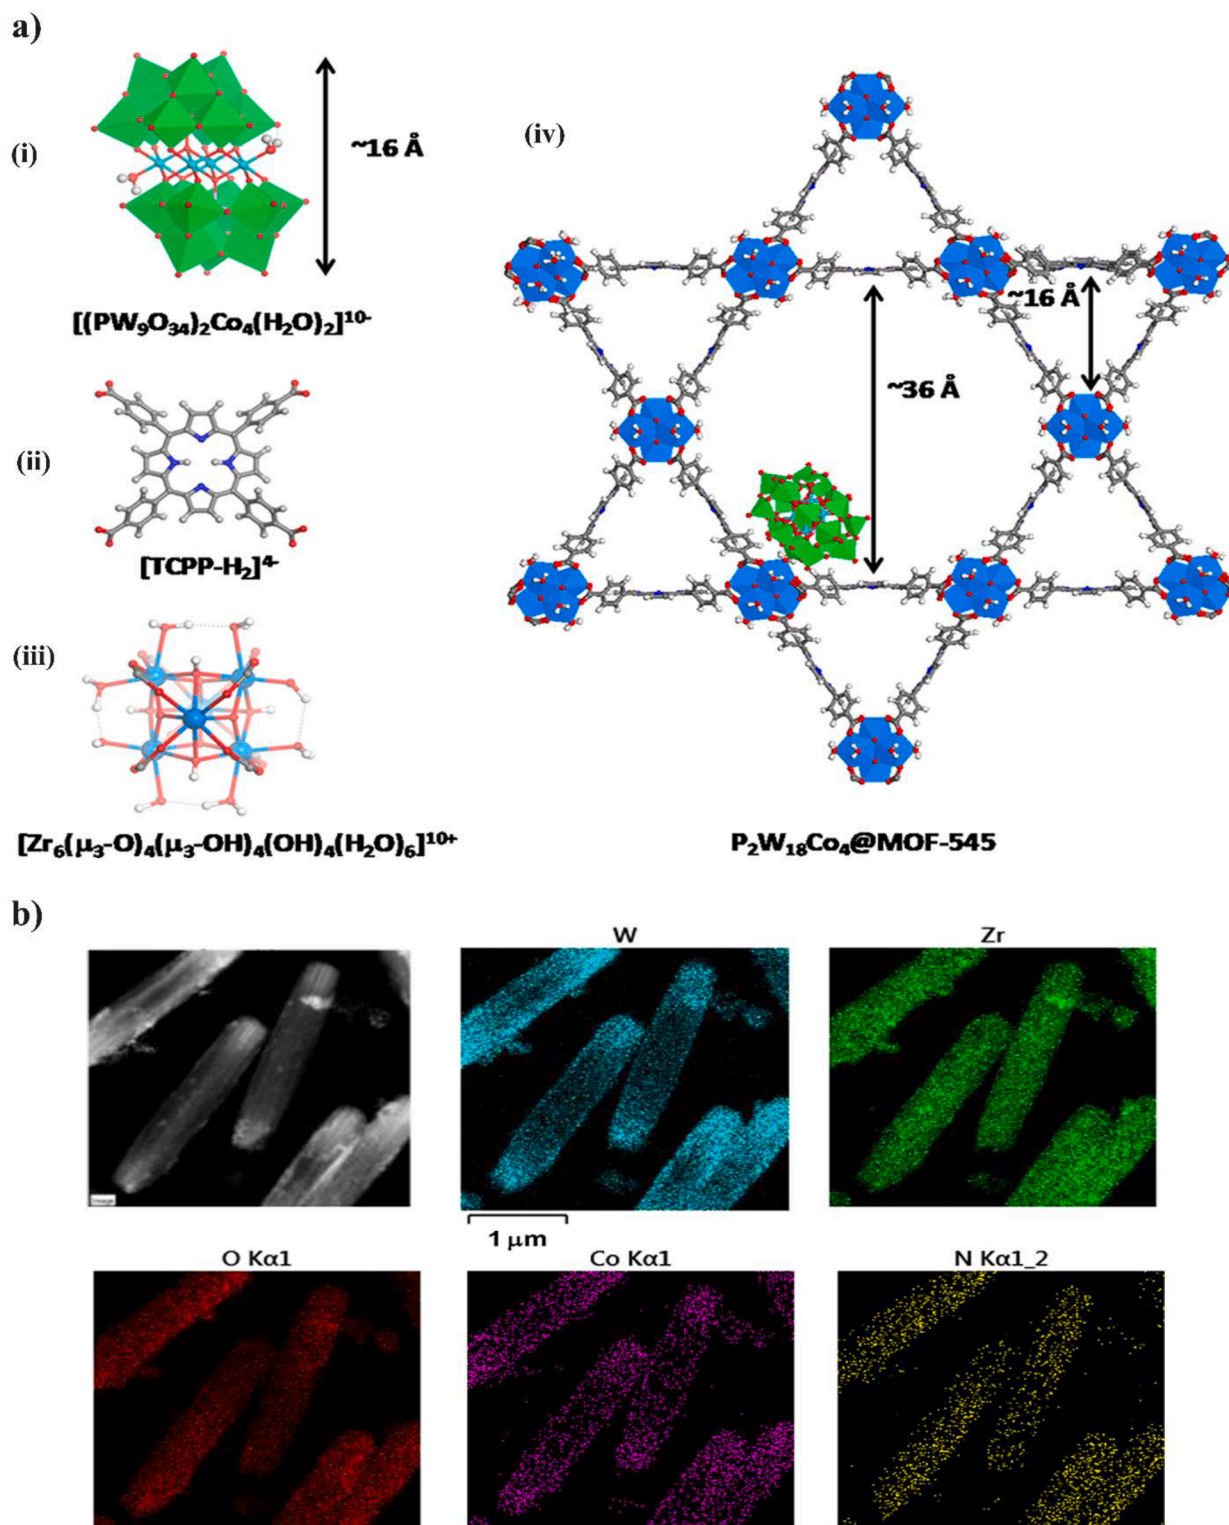 a)
(i)
~16 Å
[(PW₉O₃₄)₂Co₄(H₂O)₂]¹⁰⁻
(ii)
[TCPP-H₂]⁴⁻
(iii)
[Zr₆(μ₃-O)₄(μ₃-OH)₄(OH)₄(H₂O)₆]¹⁰⁺
(iv)
~16 Å
~36 Å
P₂W₁₈Co₄@MOF-545
b)
W
Zr
Image
1 μm
O Kα1
Co Kα1
N Kα1_2